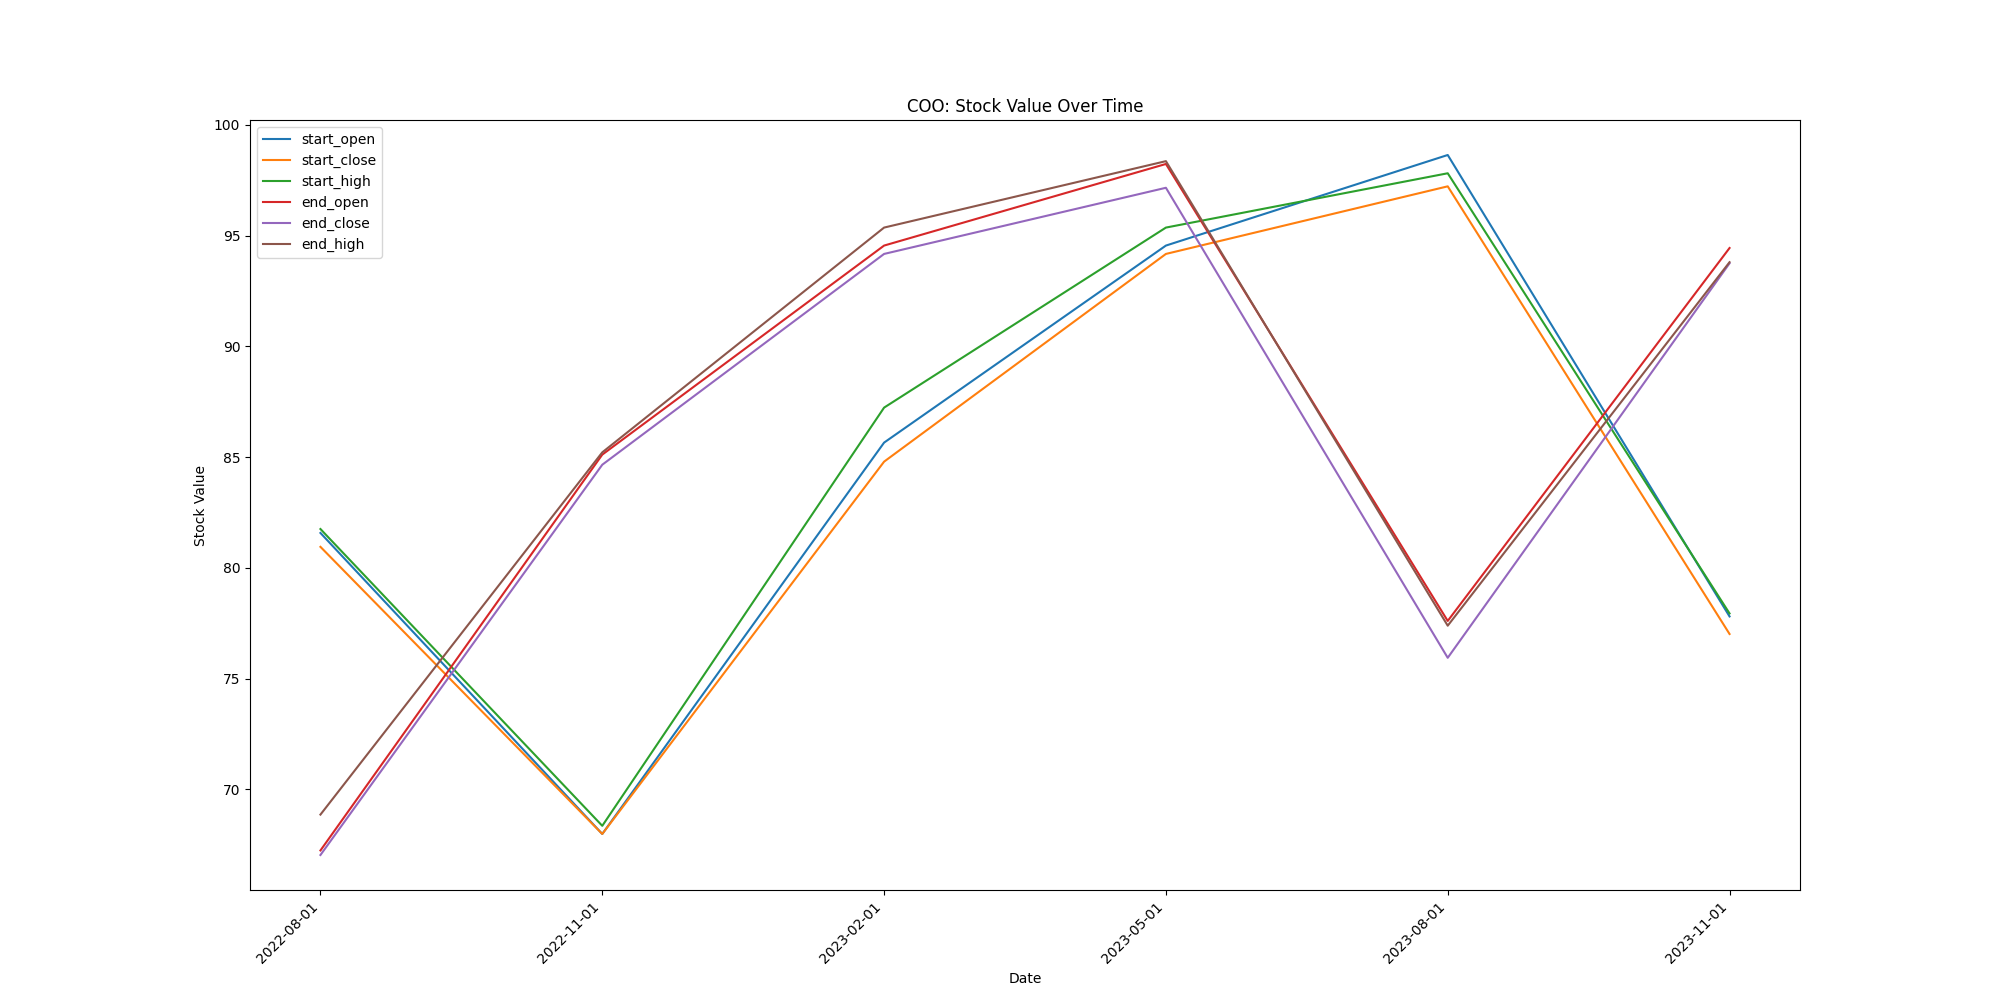 COO: Stock Value Over Time
start_open
start_close
start_high
end_open
end_close
end_high
100
95
90
85
80
75
70
Stock Value
2022-08-01
2022-11-01
2023-02-01
2023-05-01
2023-08-01
2023-11-01
Date